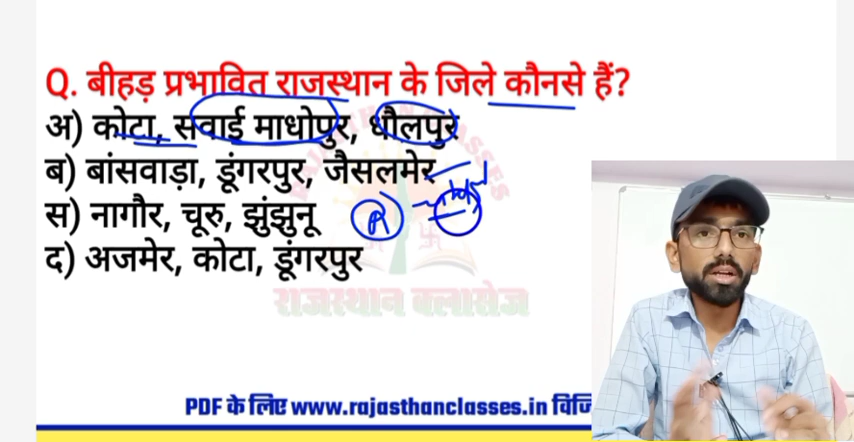 Q. बीहड़ प्रभावित राजस्थान के जिले कौनसे हैं?
अ) कोटा, सवाई माधोपुर, धौलपुर
ब) बांसवाड़ा, डूंगरपुर, जैसलमेर
स) नागौर, चूरु, झुंझुनू
द) अजमेर, कोटा, डूंगरपुर
राजस्थान क्लासेज
PDF के लिए www.rajasthanclasses.in